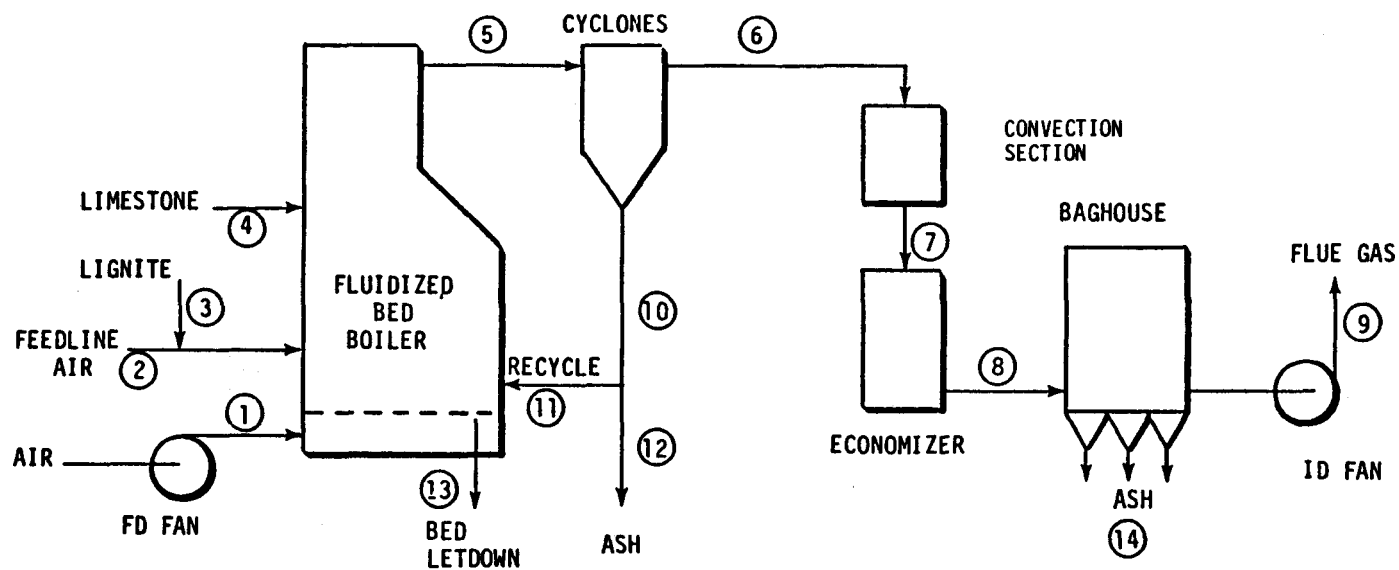 CYCLONES
5
6
CONVECTION
SECTION
LIMESTONE
4
BAGHOUSE
7
LIGNITE
3
FLUIDIZED
BED
BOILER
FLUE GAS
9
10
FEEDLINE
AIR
2
RECYCLE
11
8
1
ECONOMIZER
12
AIR
ID FAN
13
ASH
14
FD FAN
BED
LETDOWN
ASH